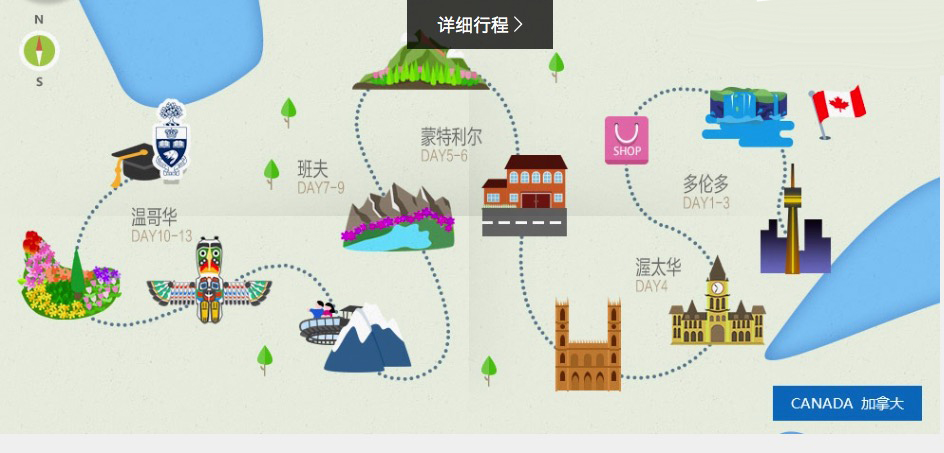 详细行程 >
N
S
SHOP
蒙特利尔
DAY5-6
班夫
DAY7-9
多伦多
DAY1-3
温哥华
DAY10-13
渥太华
DAY4
CANADA 加拿大